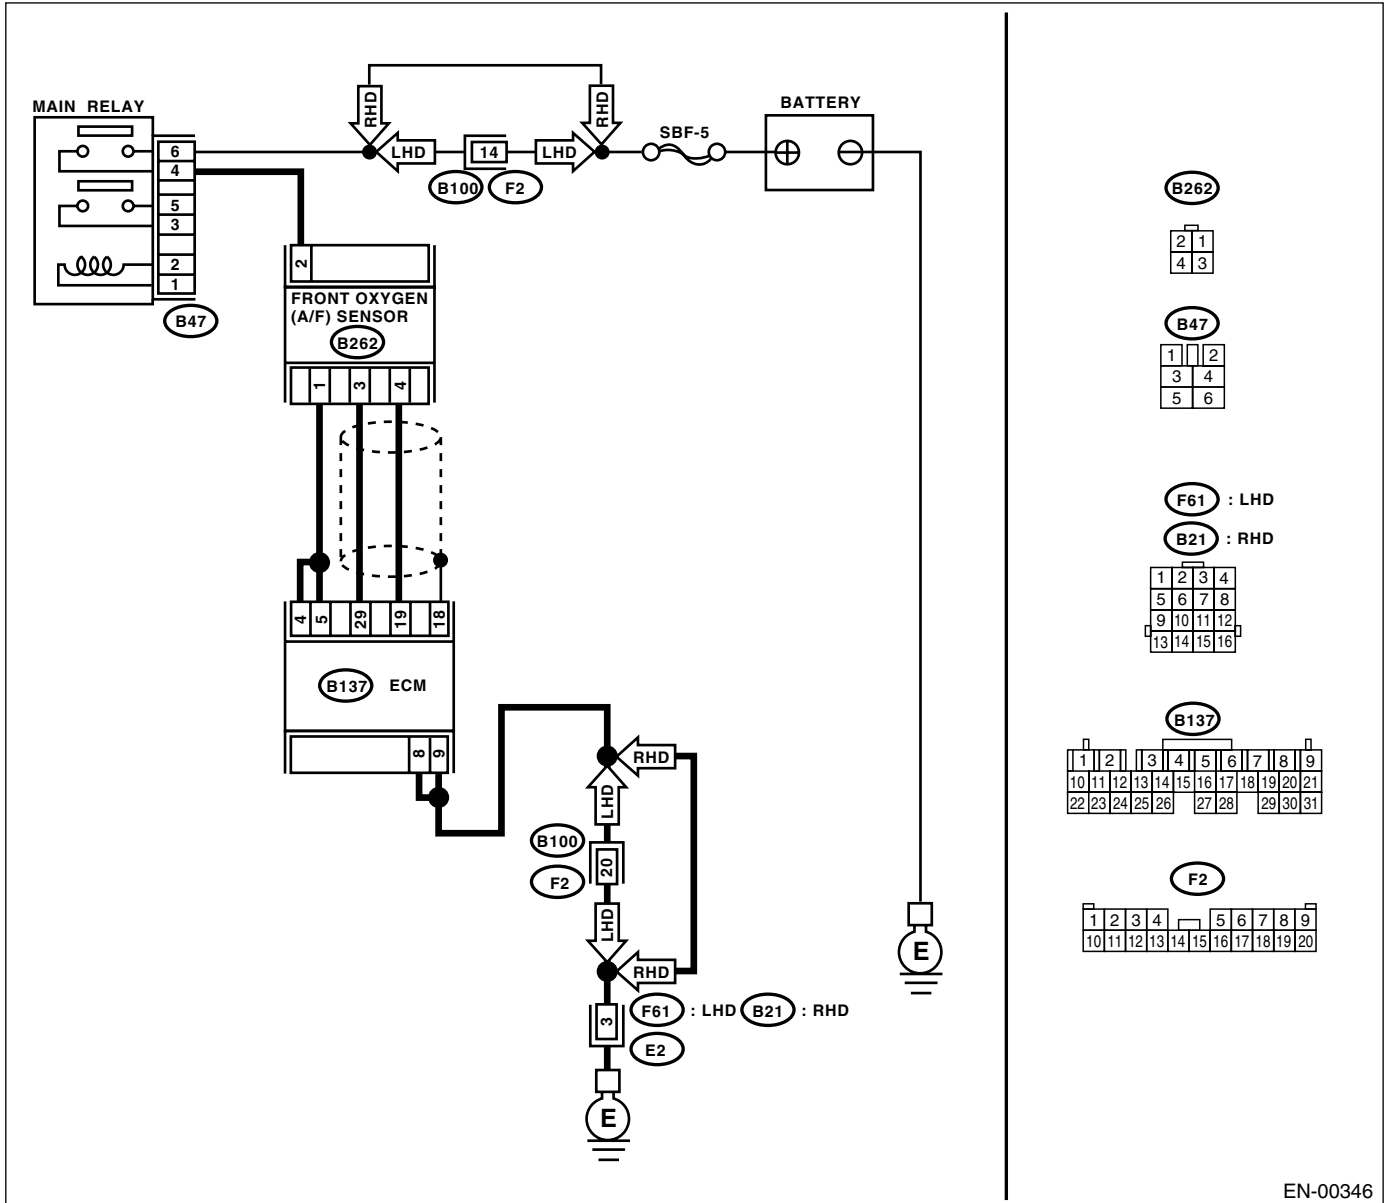 MAIN RELAY
6
4
5
3
2
1
B47
RHD
RHD
LHD
14
LHD
B100
F2
SBF-5
BATTERY
2
FRONT OXYGEN
(A/F) SENSOR
B262
1
3
4
4
5
29
19
18
B137
ECM
8
9
RHD
LHD
B100
F2
20
LHD
RHD
3
F61 : LHD B21 : RHD
E2
E
E
B262
2 1
4 3
B47
1 2
3 4
5 6
F61 : LHD
B21 : RHD
1 2 3 4
5 6 7 8
9 10 11 12
13 14 15 16
B137
1 2 3 4 5 6 7 8 9
10 11 12 13 14 15 16 17 18 19 20 21
22 23 24 25 26 27 28 29 30 31
F2
1 2 3 4 5 6 7 8 9
10 11 12 13 14 15 16 17 18 19 20
EN-00346